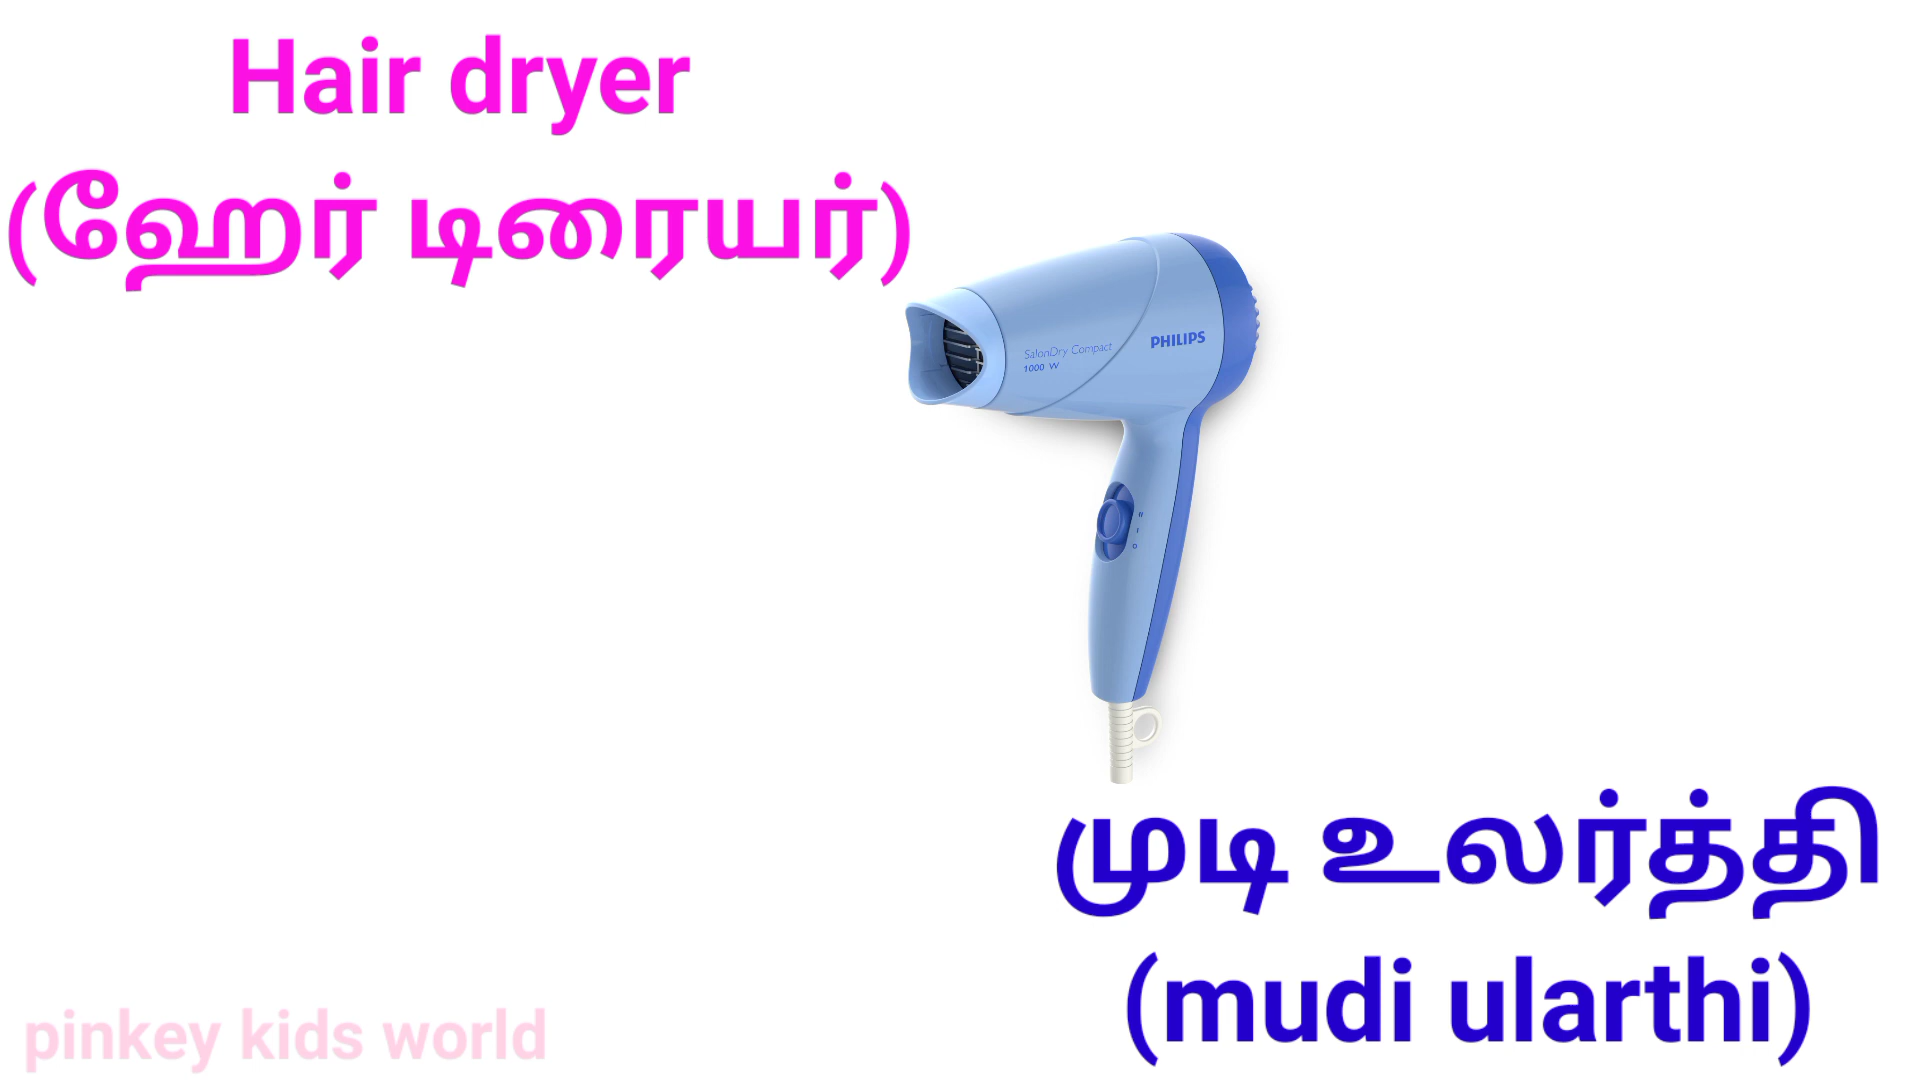 Hair dryer
(ஹேர் டிரையர்)
SalonDry Compact
1000 W
PHILIPS
முடி உலர்த்தி
(mudi ularthi)
pinkey kids world